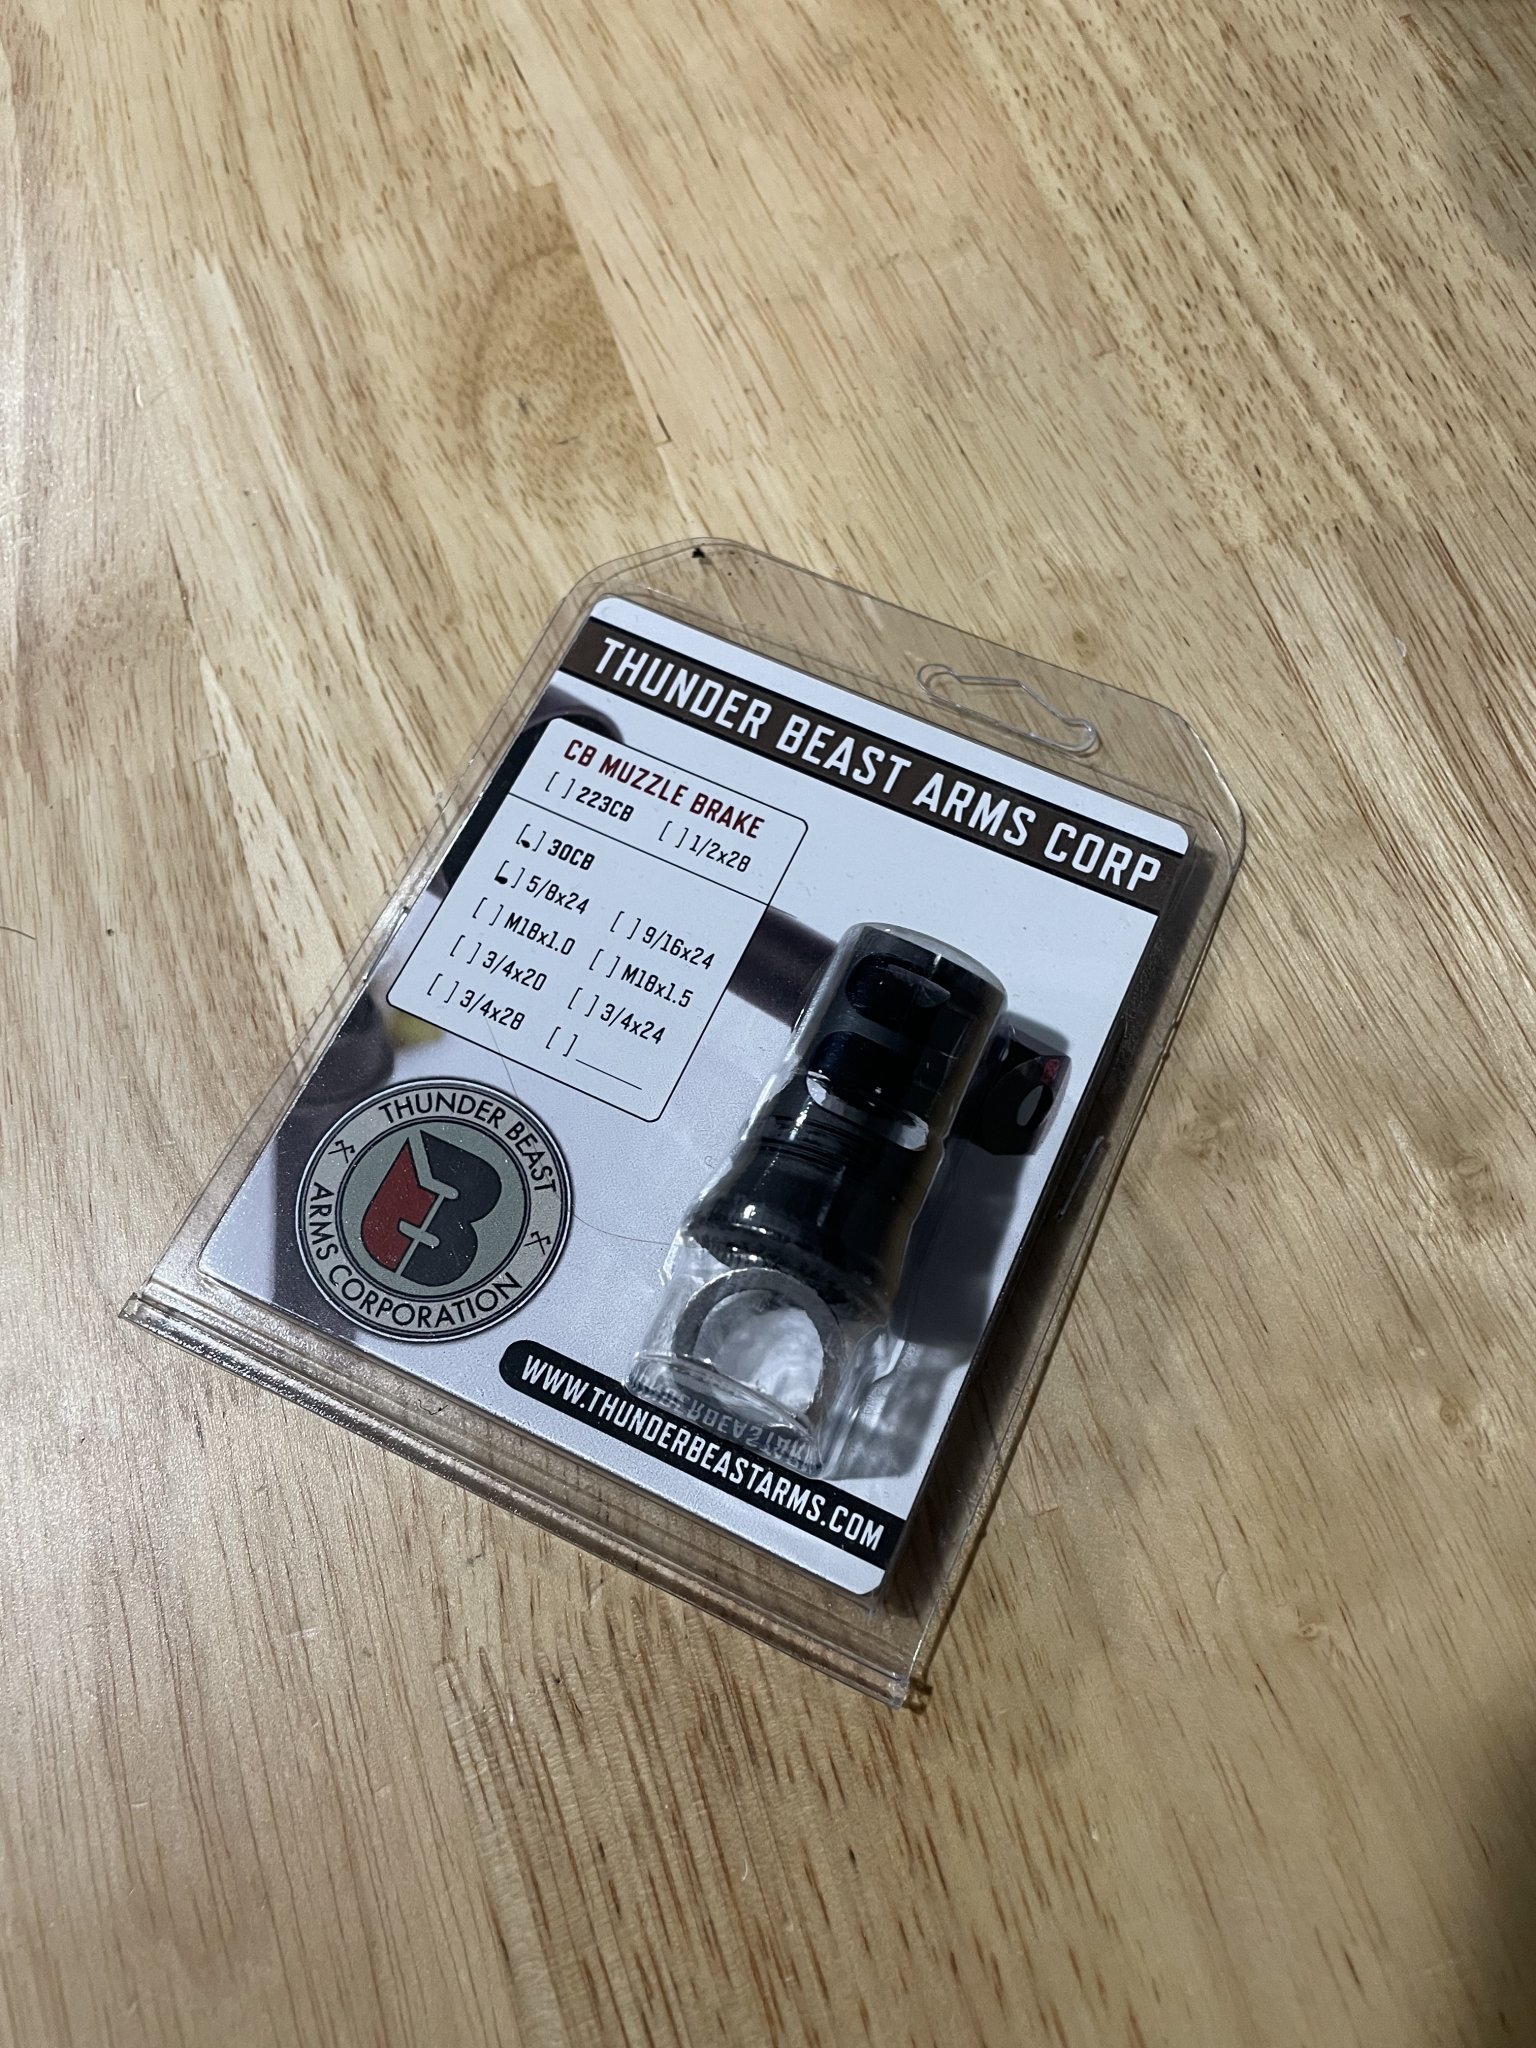 THUNDER BEAST ARMS CORP
CB MUZZLE BRAKE
[ ] 223CB [ ] 1/2x28
[.] 30CB
[.] 5/8x24 [ ] 9/16x24
[ ] M18x1.0 [ ] M18x1.5
[ ] 3/4x20 [ ] 3/4x24
[ ] 3/4x28 [ ]______
THUNDER BEAST
ARMS CORPORATION
B
WWW.THUNDERBEASTARMS.COM